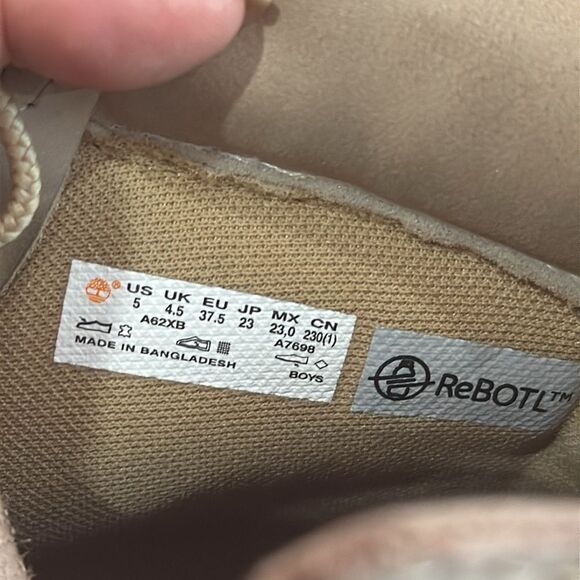 ®
US UK EU JP MX CN
5 4.5 37.5 23 23,0 230(1)
A62XB A7698
MADE IN BANGLADESH
BOYS
ReBOTL™